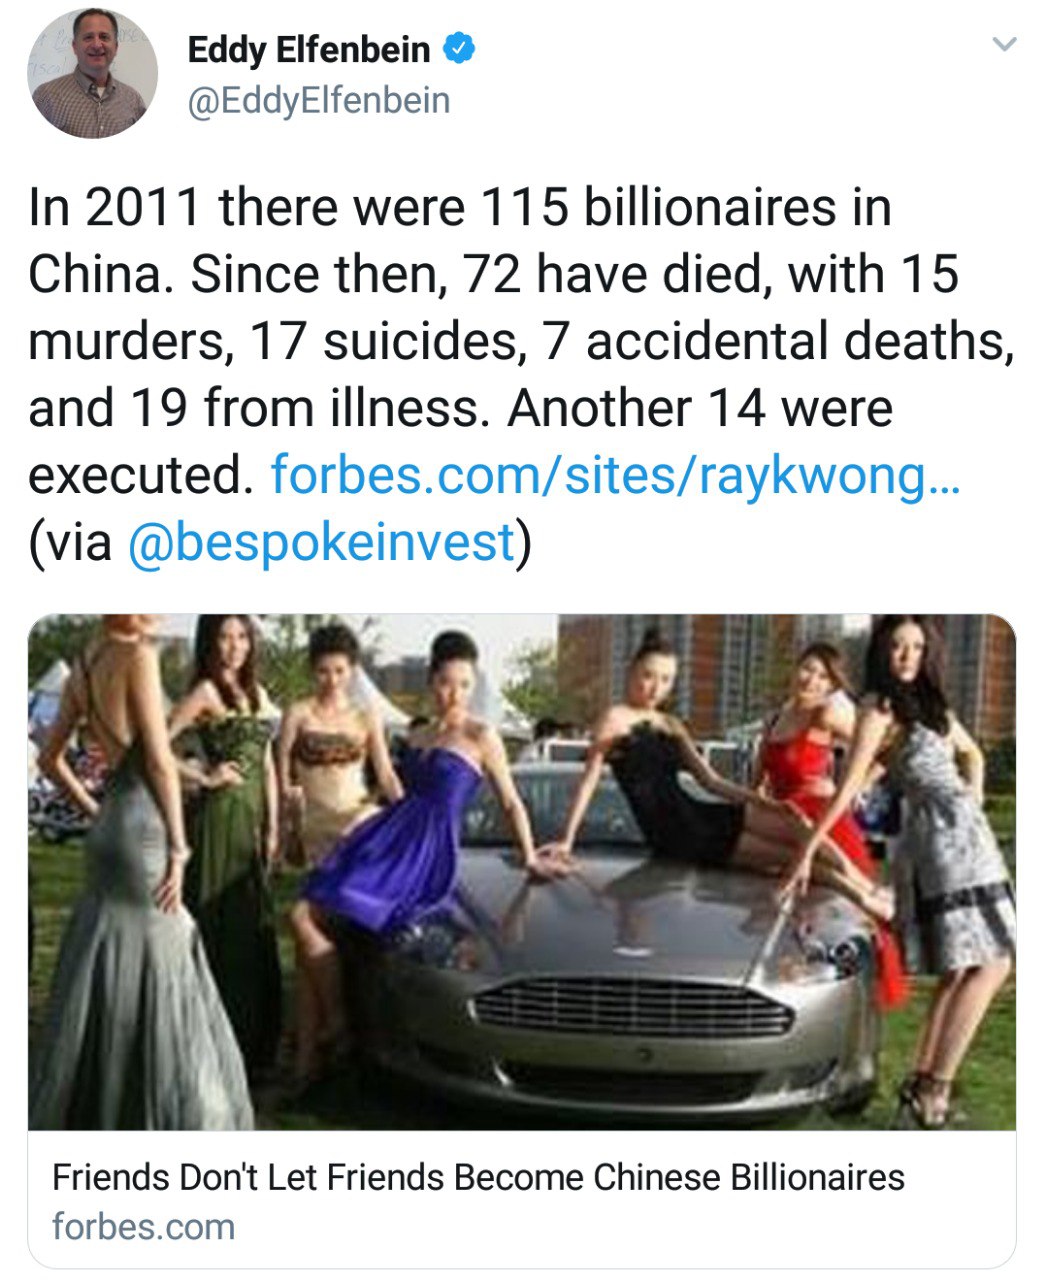 Eddy Elfenbein
@EddyElfenbein
In 2011 there were 115 billionaires in
China. Since then, 72 have died, with 15
murders, 17 suicides, 7 accidental deaths,
and 19 from illness. Another 14 were
executed. forbes.com/sites/raykwong…
(via @bespokeinvest)
Friends Don't Let Friends Become Chinese Billionaires
forbes.com